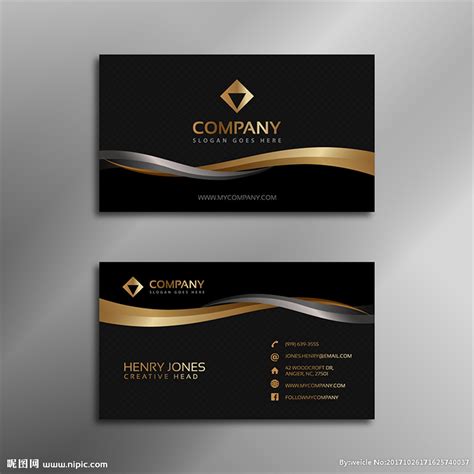 COMPANY
SLOGAN GOES HERE
WWW.MYCOMPANY.COM
COMPANY
SLOGAN GOES HERE
HENRY JONES
CREATIVE HEAD
(919) 639-3555
JONES.HENRY@MAIL.COM
42 WOODCROFT DR.
ANGIER, NC 27501
WWW.MYCOMPANY.COM
FOLLOWMYCOMPANY
昵图网 www.nipic.com
By:weicle No.20171026171625740037